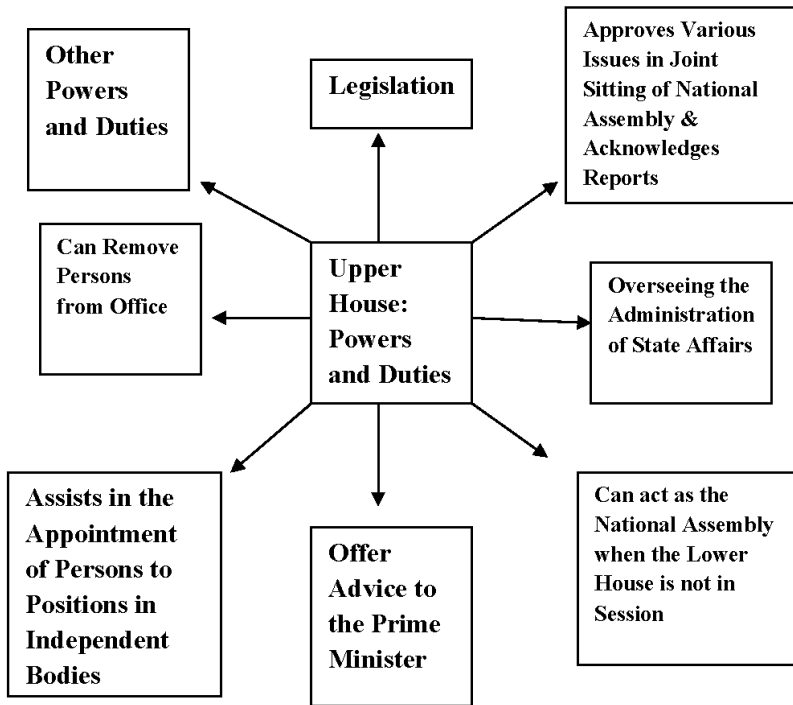 Other
Powers
and Duties
Legislation
Approves Various
Issues in Joint
Sitting of National
Assembly &
Acknowledges
Reports
Can Remove
Persons
from Office
Upper
House:
Powers
and Duties
Overseeing the
Administration
of State Affairs
Assists in the
Appointment
of Persons to
Positions in
Independent
Bodies
Offer
Advice to
the Prime
Minister
Can act as the
National Assembly
when the Lower
House is not in
Session